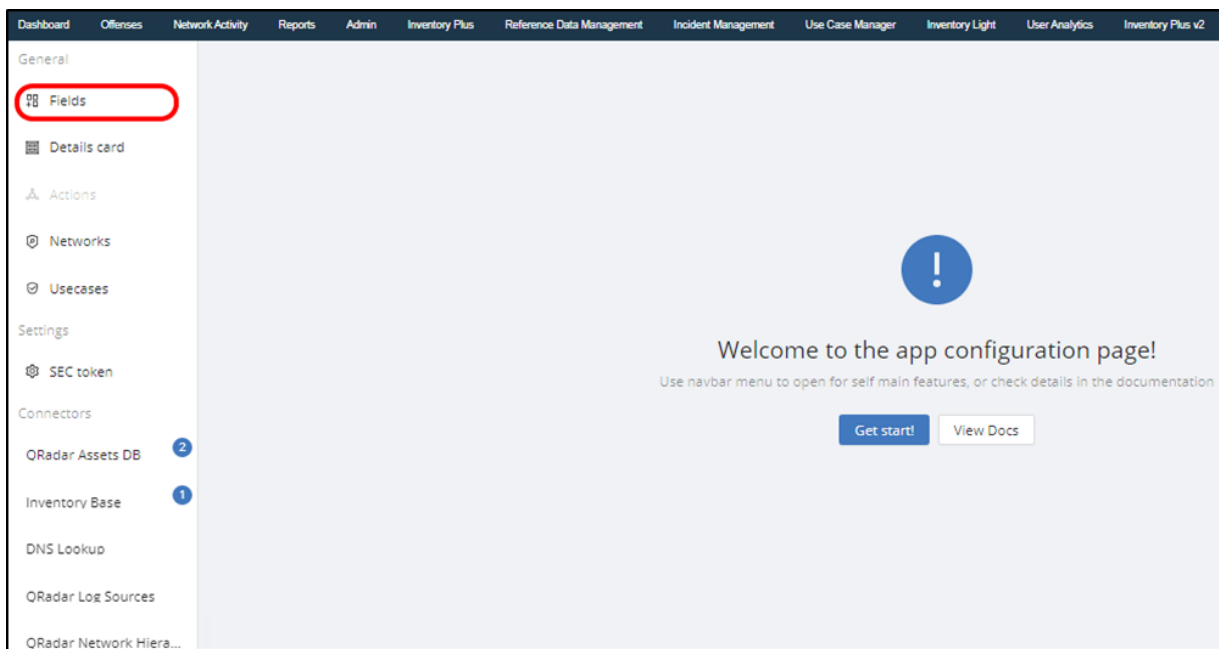 Dashboard Offenses Network Activity Reports Admin Inventory Plus Reference Data Management Incident Management Use Case Manager Inventory Light User Analytics Inventory Plus v2
General
Fields
Details card
Actions
Networks
Usecases
Settings
SEC token
Connectors
QRadar Assets DB 2
Inventory Base 1
DNS Lookup
QRadar Log Sources
QRadar Network Hiera...
!
Welcome to the app configuration page!
Use navbar menu to open for self main features, or check details in the documentation
Get start! View Docs